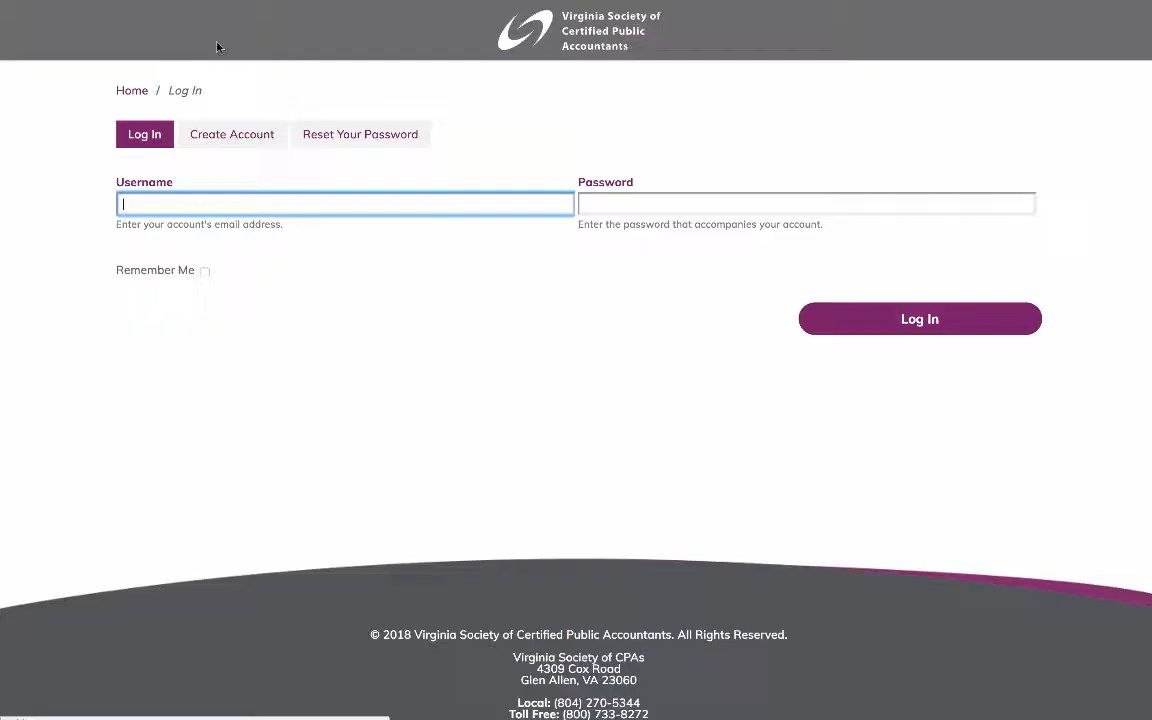 Virginia Society of
Certified Public
Accountants
Home / Log In
Log In Create Account Reset Your Password
Username Password
Enter your account's email address. Enter the password that accompanies your account.
Remember Me
Log In
© 2018 Virginia Society of Certified Public Accountants. All Rights Reserved.
Virginia Society of CPAs
4309 Cox Road
Glen Allen, VA 23060
Local: (804) 270-5344
Toll Free: (800) 733-8272